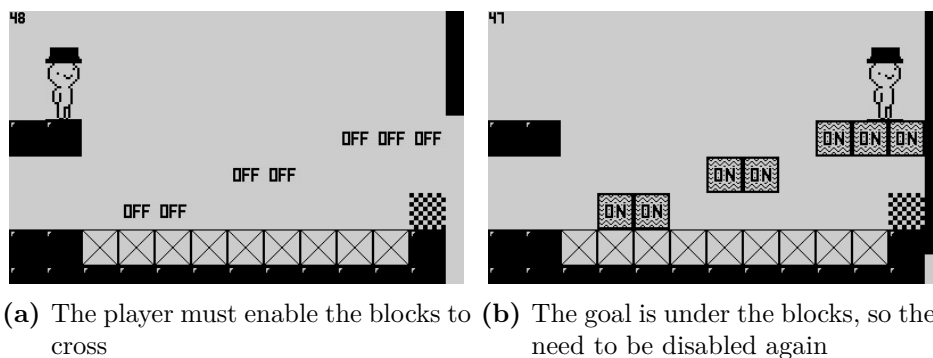 48
47
OFF OFF OFF
ON ON ON
OFF OFF
ON ON
OFF OFF
ON ON
(a) The player must enable the blocks to cross
(b) The goal is under the blocks, so the
need to be disabled again